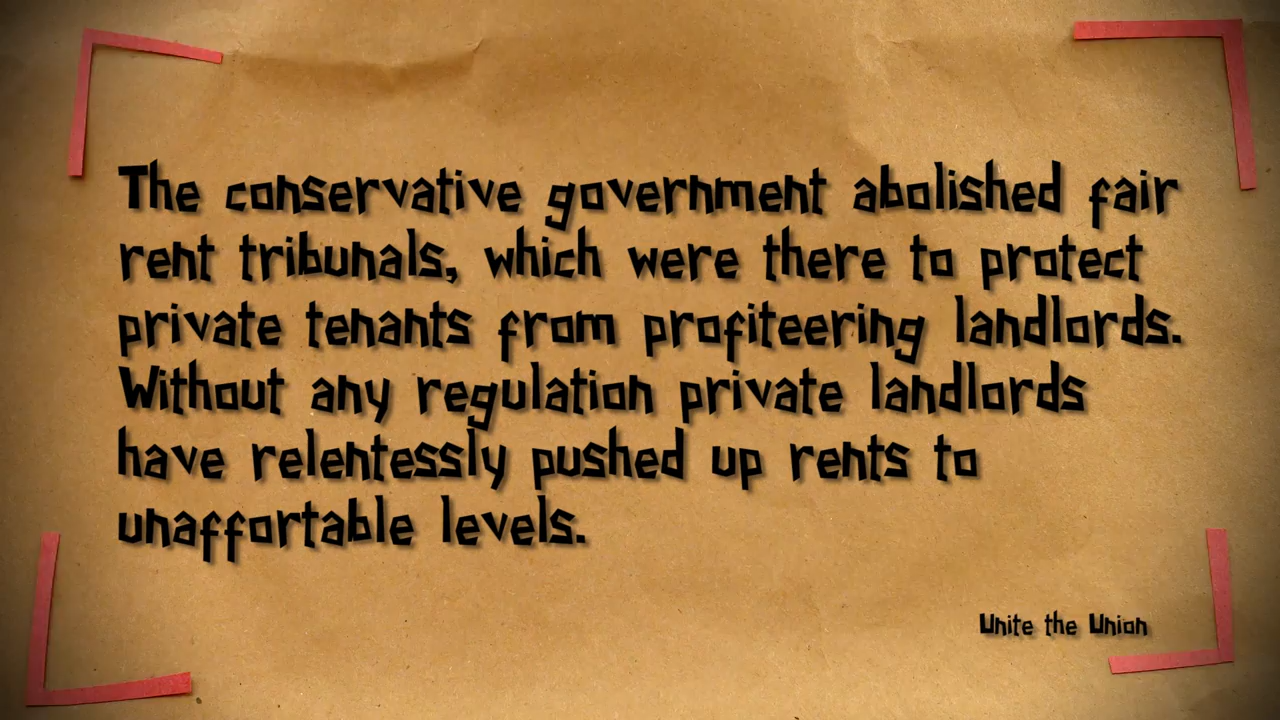 The conservative government abolished fair
rent tribunals, which were there to protect
private tenants from profiteering landlords.
Without any regulation private landlords
have relentessly pushed up rents to
unaffortable levels.
Unite the Union